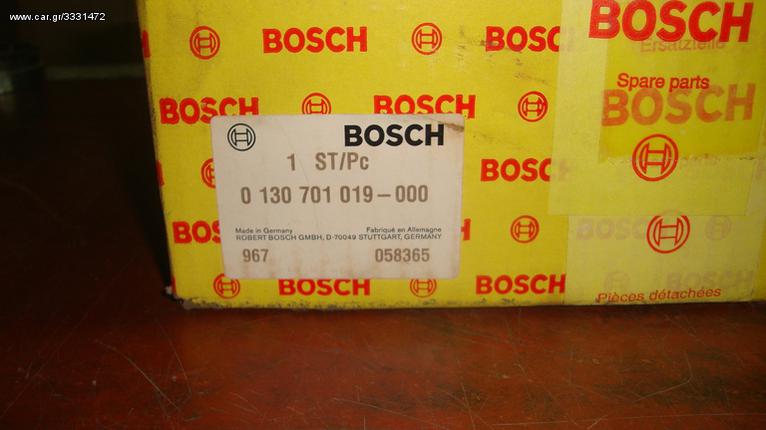 www.car.gr/3331472
BOSCH BOSCH BOSCH
Ersatzteile
Spare parts
BOSCH BOSCH BOSCH
BOSCH
1 ST/Pc
0 130 701 019-000
BOSCH
Made in Germany Fabriqué en Allemagne
ROBERT BOSCH GMBH, D-70049 STUTTGART, GERMANY
BOSCH
967 058365
BOSCH BOSCH
Pièces détachées